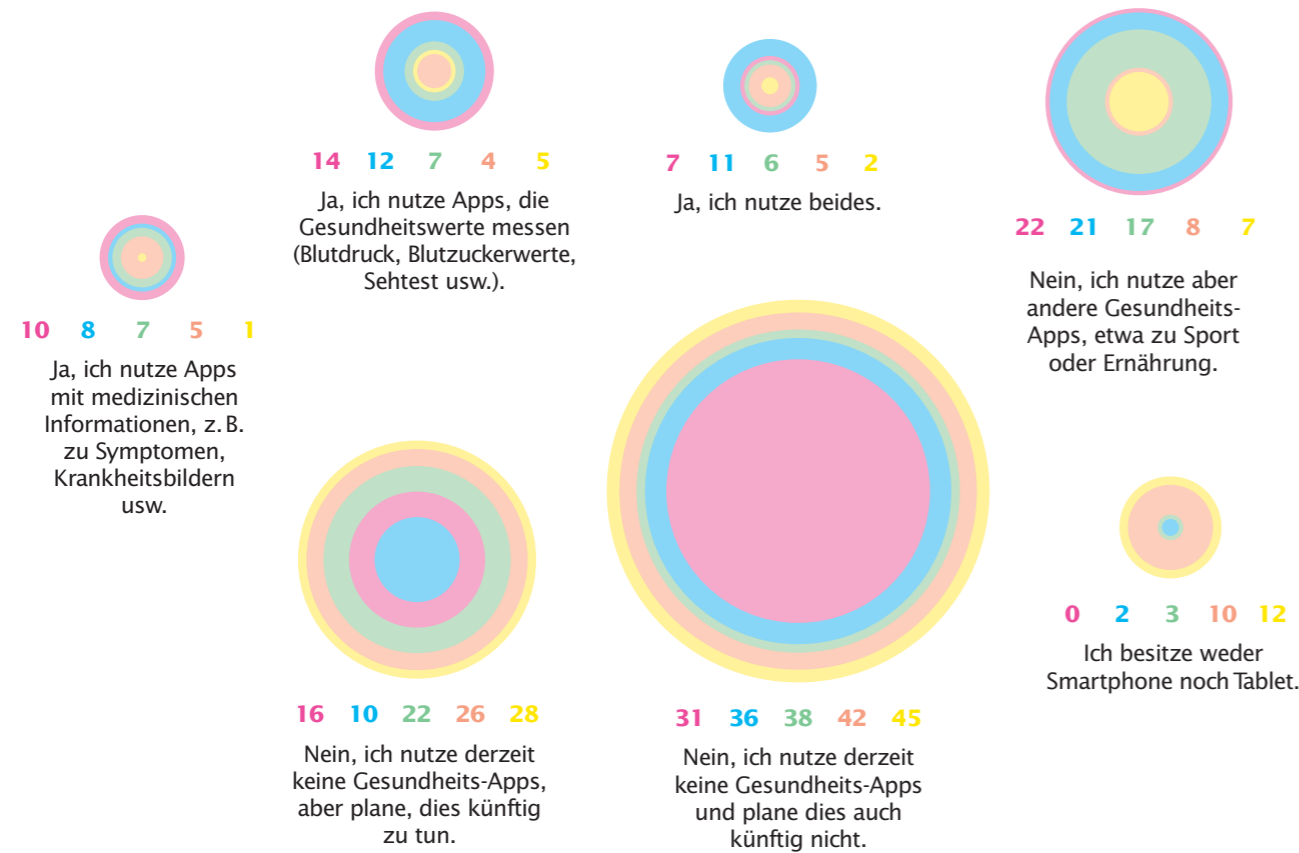 14 12 7 4 5
Ja, ich nutze Apps, die
Gesundheitswerte messen
(Blutdruck, Blutzuckerwerte,
Sehtest usw.).
7 11 6 5 2
Ja, ich nutze beides.
22 21 17 8 7
Nein, ich nutze aber
andere Gesundheits-
Apps, etwa zu Sport
oder Ernährung.
10 8 7 5 1
Ja, ich nutze Apps
mit medizinischen
Informationen, z. B.
zu Symptomen,
Krankheitsbildern
usw.
16 10 22 26 28
Nein, ich nutze derzeit
keine Gesundheits-Apps,
aber plane, dies künftig
zu tun.
31 36 38 42 45
Nein, ich nutze derzeit
keine Gesundheits-Apps
und plane dies auch
künftig nicht.
0 2 3 10 12
Ich besitze weder
Smartphone noch Tablet.